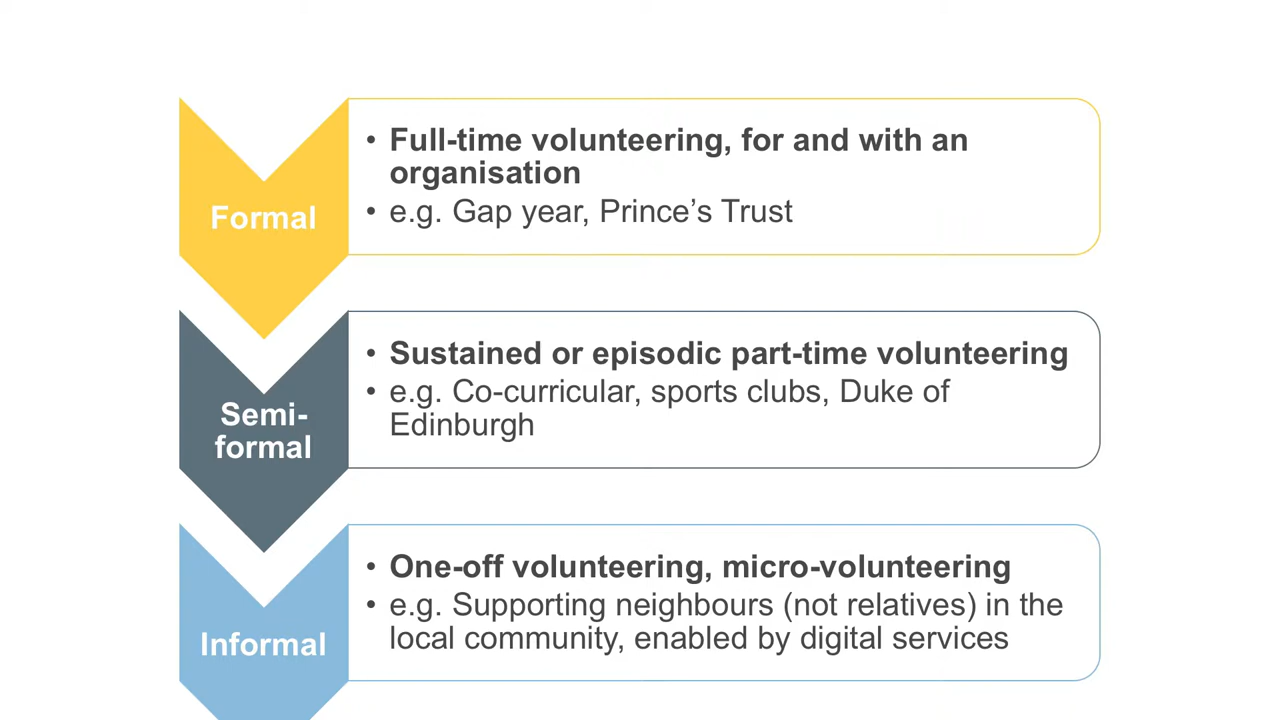 Formal
• Full-time volunteering, for and with an
organisation
• e.g. Gap year, Prince’s Trust
Semi-
formal
• Sustained or episodic part-time volunteering
• e.g. Co-curricular, sports clubs, Duke of
Edinburgh
Informal
• One-off volunteering, micro-volunteering
• e.g. Supporting neighbours (not relatives) in the
local community, enabled by digital services